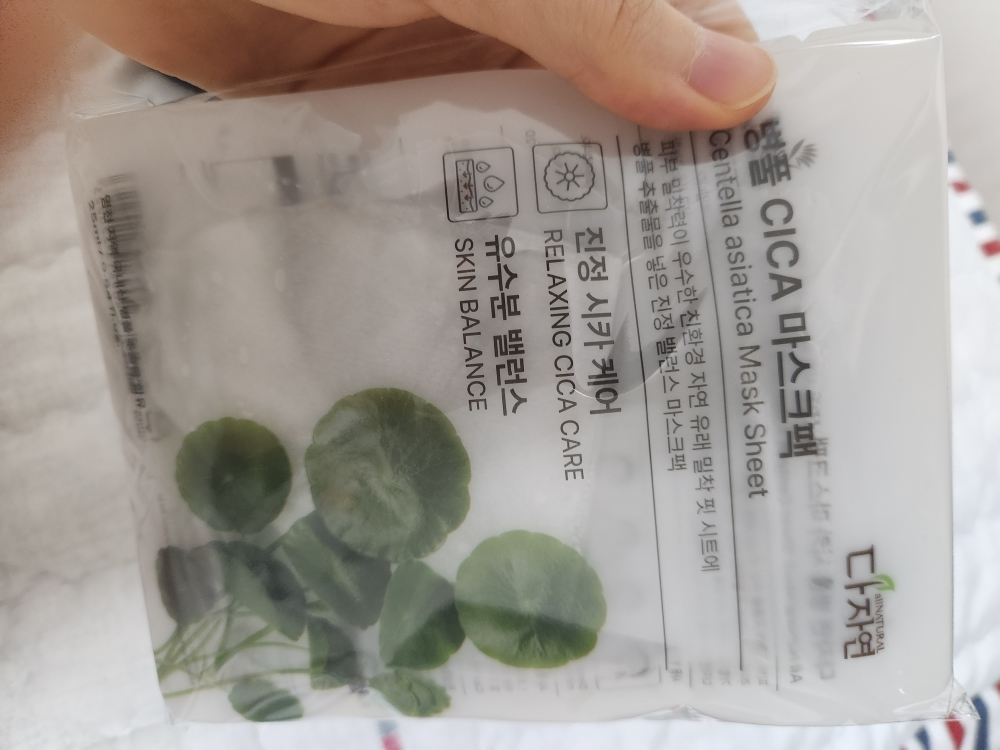 다자연
ALLNATURAL
병풀 CICA 마스크팩
Centella asiatica Mask Sheet
피부 밀착력이 우수한 친환경 자연 유래 밀착 핏 시트에
병풀 추출물을 넣은 진정 밸런스 마스크팩
진정 시카 케어
RELAXING CICA CARE
유수분 밸런스
SKIN BALANCE